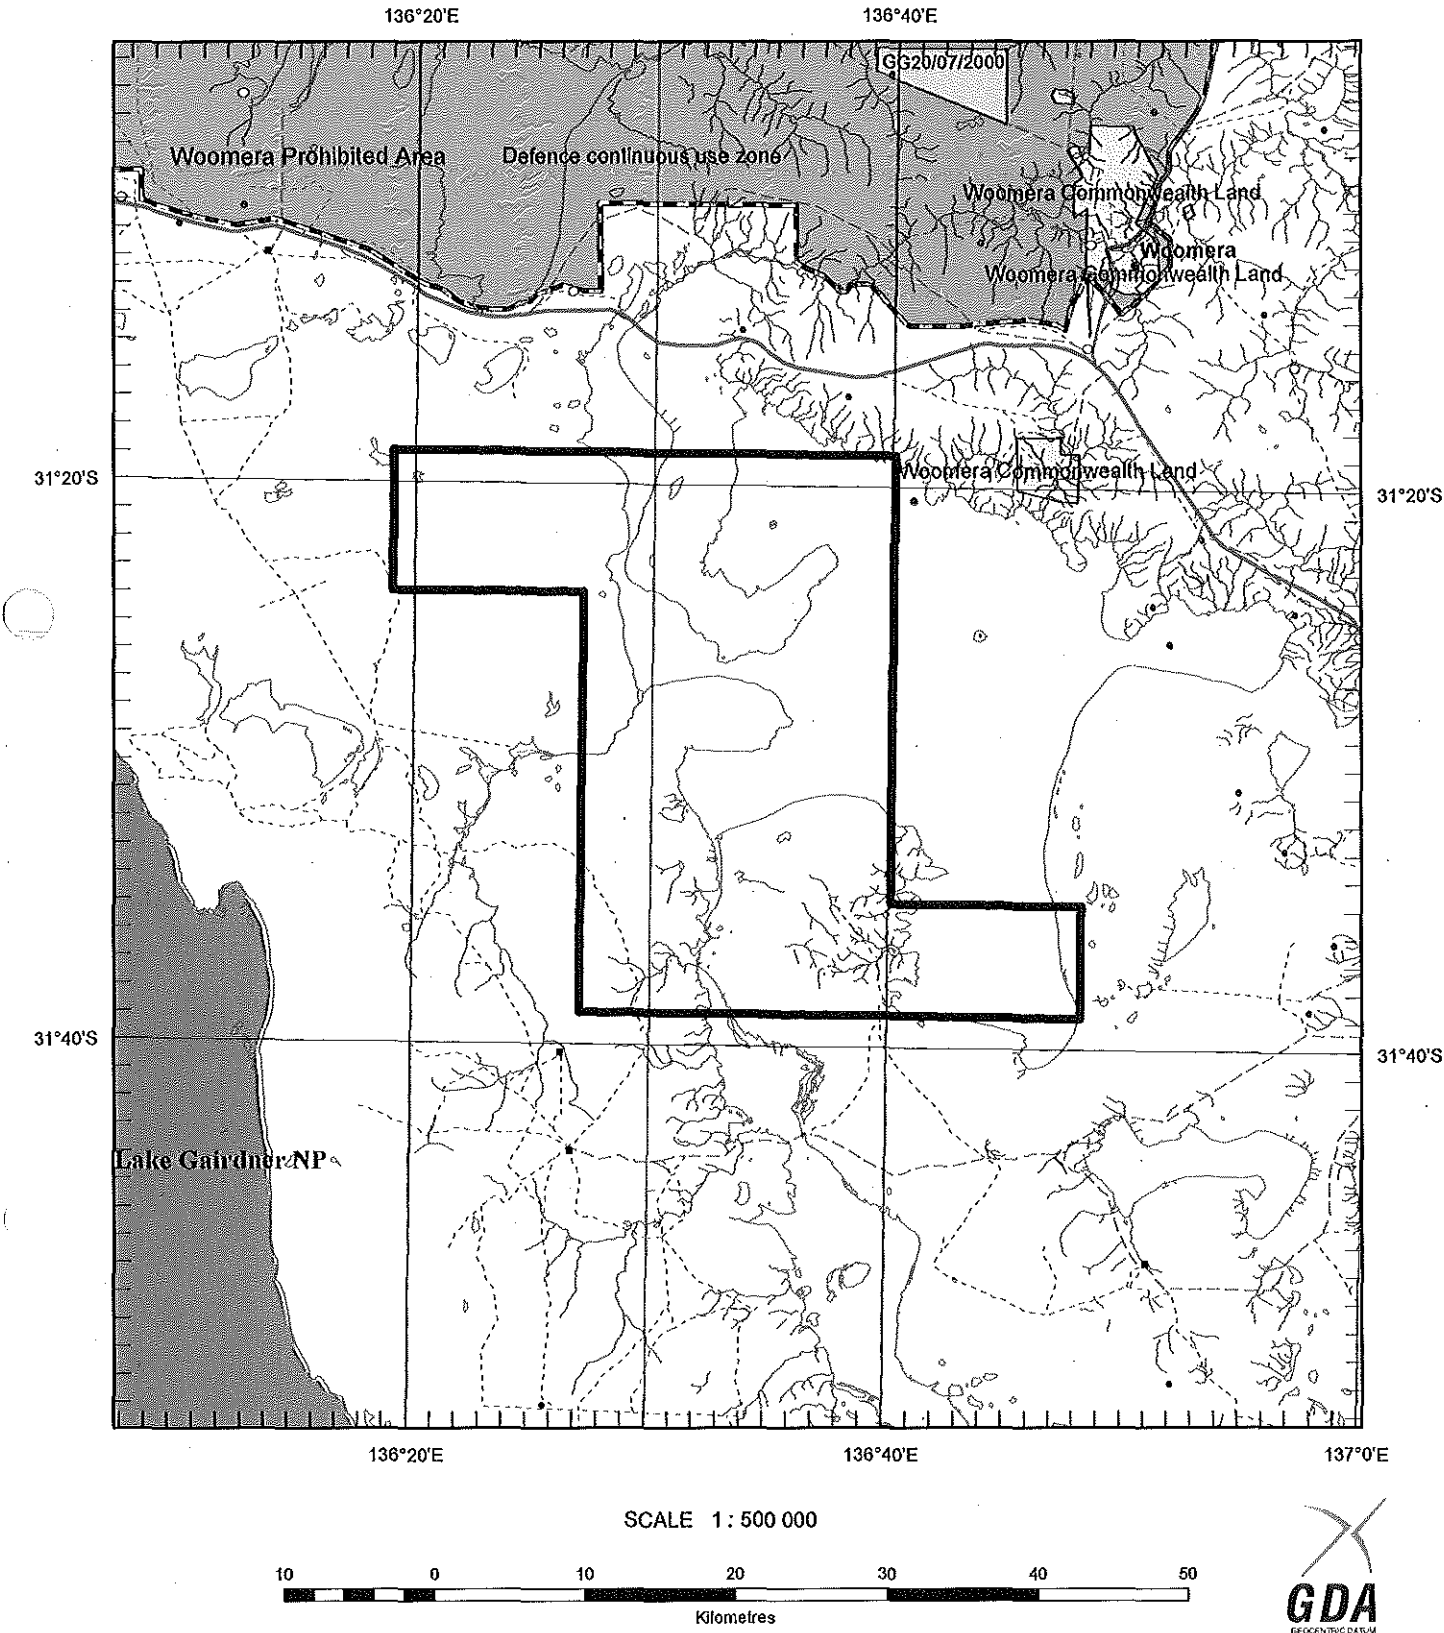 136°20'E 136°40'E
GG20/07/2000
Woomera Prohibited Area Defence continuous use zone
Woomera Commonwealth Land
Woomera
Woomera Commonwealth Land
Woomera Commonwealth Land
31°20'S 31°20'S
31°40'S 31°40'S
Lake Gairdner NP
136°20'E 136°40'E 137°0'E
SCALE 1 : 500 000
10 0 10 20 30 40 50
Kilometres
GDA
GEOCENTRIC DATUM